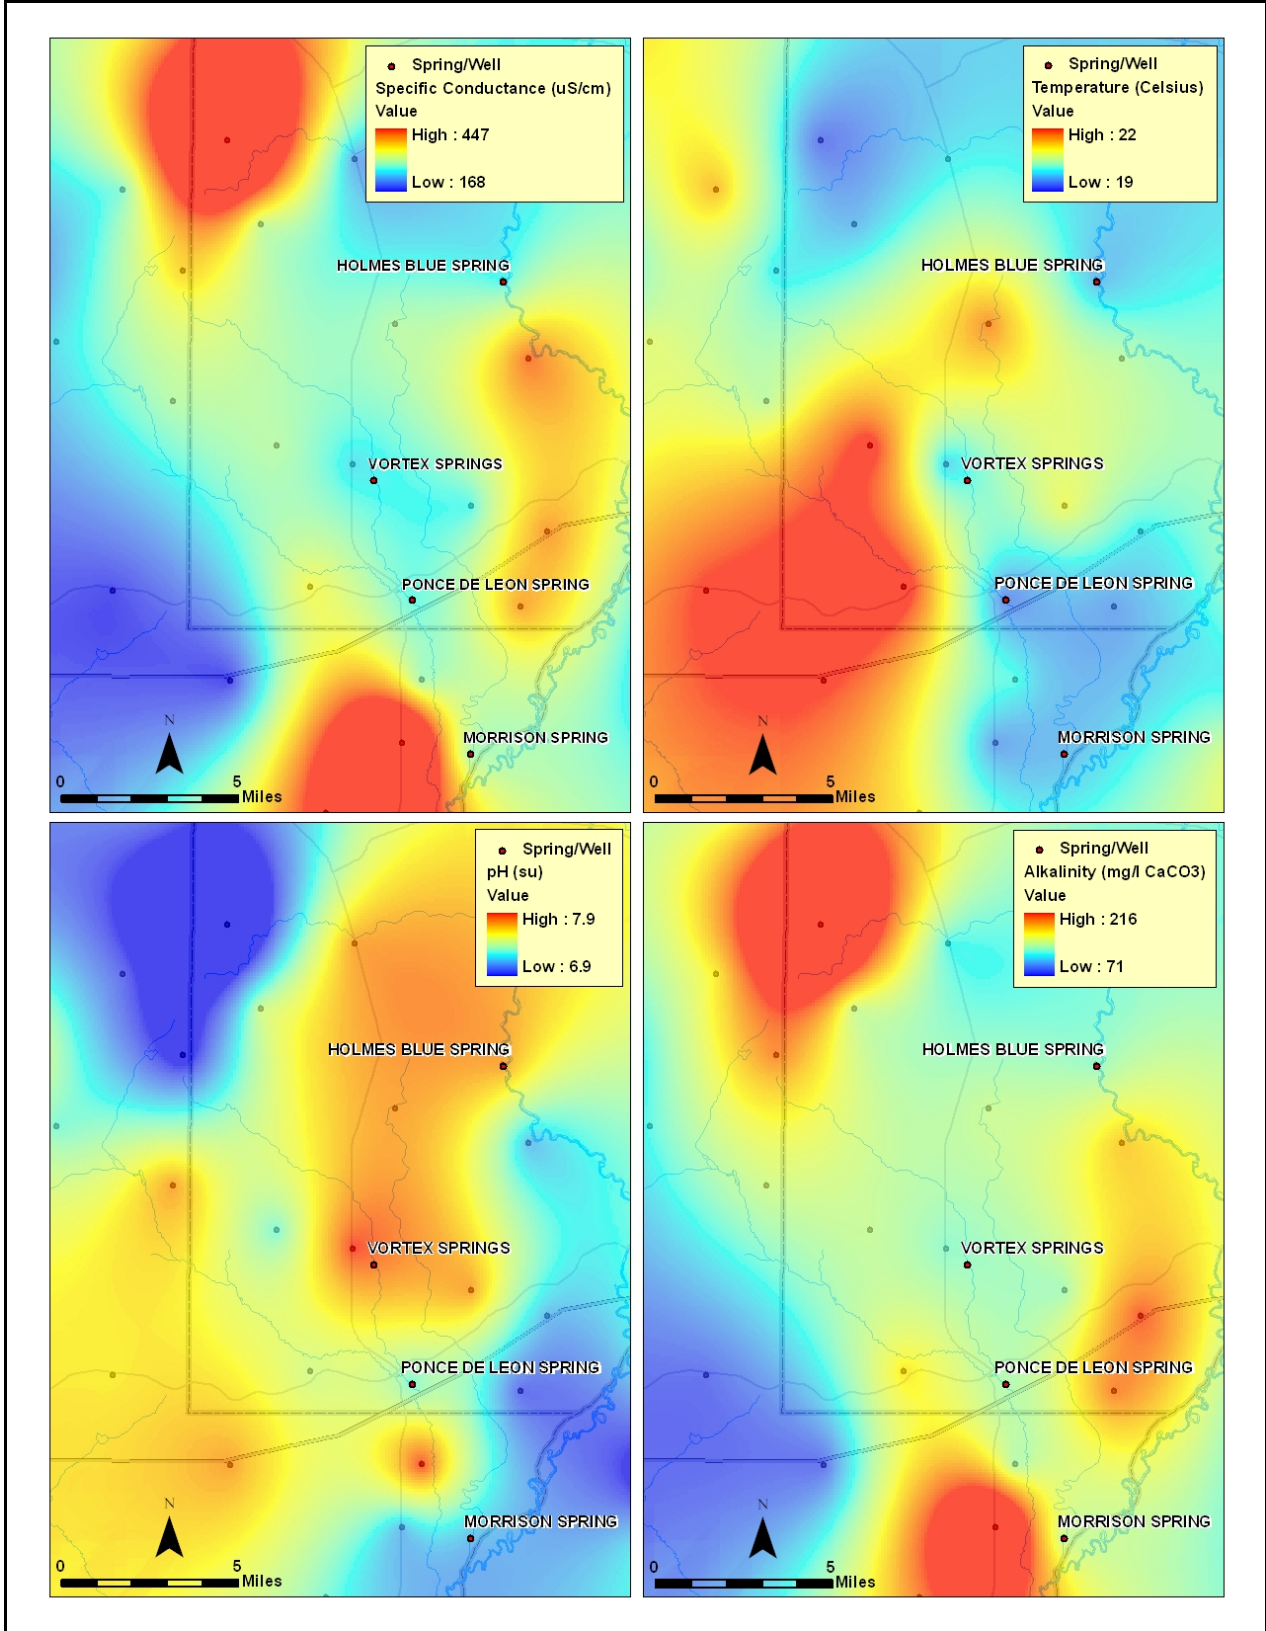 Spring/Well
Specific Conductance (uS/cm)
Value
High : 447
Low : 168
HOLMES BLUE SPRING
VORTEX SPRINGS
PONCE DE LEON SPRING
MORRISON SPRING
N
0 5
Miles
Spring/Well
Temperature (Celsius)
Value
High : 22
Low : 19
HOLMES BLUE SPRING
VORTEX SPRINGS
PONCE DE LEON SPRING
MORRISON SPRING
N
0 5
Miles
Spring/Well
pH (su)
Value
High : 7.9
Low : 6.9
HOLMES BLUE SPRING
VORTEX SPRINGS
PONCE DE LEON SPRING
MORRISON SPRING
N
0 5
Miles
Spring/Well
Alkalinity (mg/l CaCO3)
Value
High : 216
Low : 71
HOLMES BLUE SPRING
VORTEX SPRINGS
PONCE DE LEON SPRING
MORRISON SPRING
N
0 5
Miles